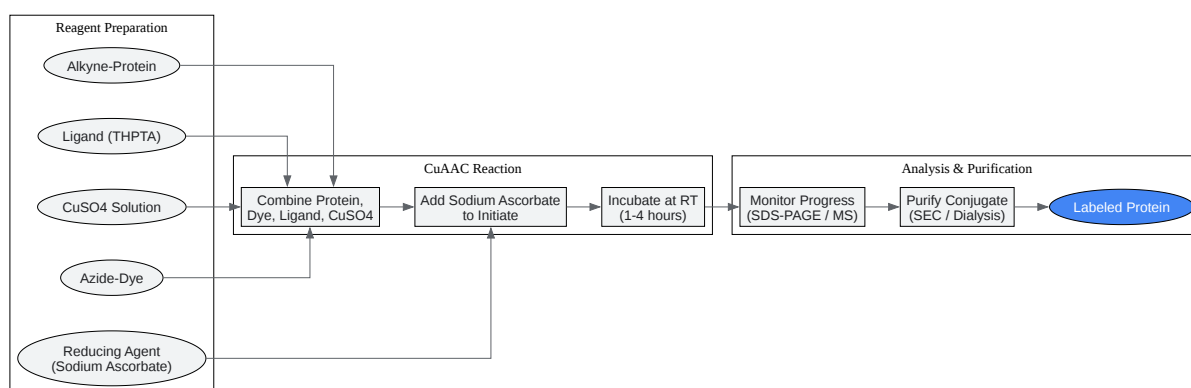 Reagent Preparation
Alkyne-Protein
Ligand (THPTA)
CuSO4 Solution
Azide-Dye
Reducing Agent
(Sodium Ascorbate)
CuAAC Reaction
Combine Protein,
Dye, Ligand, CuSO4
Add Sodium Ascorbate
to Initiate
Incubate at RT
(1-4 hours)
Analysis & Purification
Monitor Progress
(SDS-PAGE / MS)
Purify Conjugate
(SEC / Dialysis)
Labeled Protein